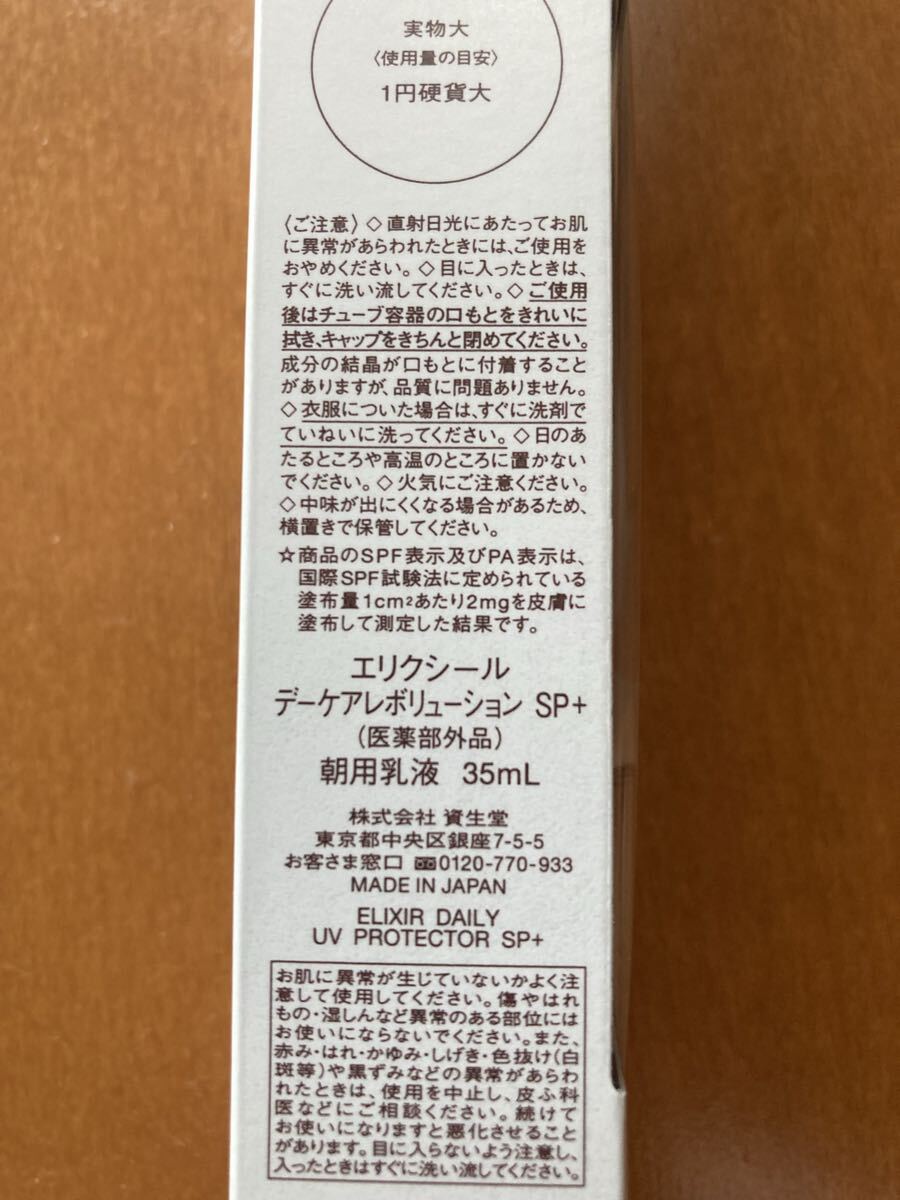 実物大
〈使用量の目安〉
1円硬貨大
〈ご注意〉◇直射日光にあたってお肌
に異常があらわれたときには、ご使用を
おやめください。◇目に入ったときは、
すぐに洗い流してください。◇ご使用
後はチューブ容器の口もとをきれいに
拭き、キャップをきちんと閉めてください。
成分の結晶が口もとに付着すること
がありますが、品質に問題ありません。
◇衣服についた場合は、すぐに洗剤で
ていねいに洗ってください。◇日のあ
たるところや高温のところに置かない
でください。◇火気にご注意ください。
◇中味が出にくくなる場合があるため、
横置きで保管してください。
☆商品のSPF表示及びPA表示は、
国際SPF試験法に定められている
塗布量1cm²あたり2mgを皮膚に
塗布して測定した結果です。
エリクシール
デーケアレボリューション SP+
(医薬部外品)
朝用乳液 35mL
株式会社 資生堂
東京都中央区銀座7-5-5
お客さま窓口 0120-770-933
MADE IN JAPAN
ELIXIR DAILY
UV PROTECTOR SP+
お肌に異常が生じていないかよく注
意して使用してください。傷やはれ
もの・湿しんなど異常のある部位には
お使いにならないでください。また、
赤み・はれ・かゆみ・しげき・色抜け(白
斑等)や黒ずみなどの異常があらわ
れたときは、使用を中止し、皮ふ科
医などにご相談ください。続けて
お使いになりますと悪化させること
があります。目に入らないよう注意し、
入ったときはすぐに洗い流してください。